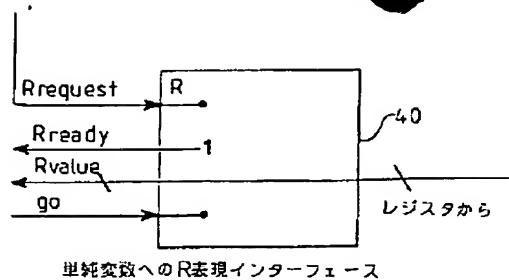 Rrequest
R
Rready
1
40
Rvalue
go
レジスタから
単純変数へのR表現インターフェース